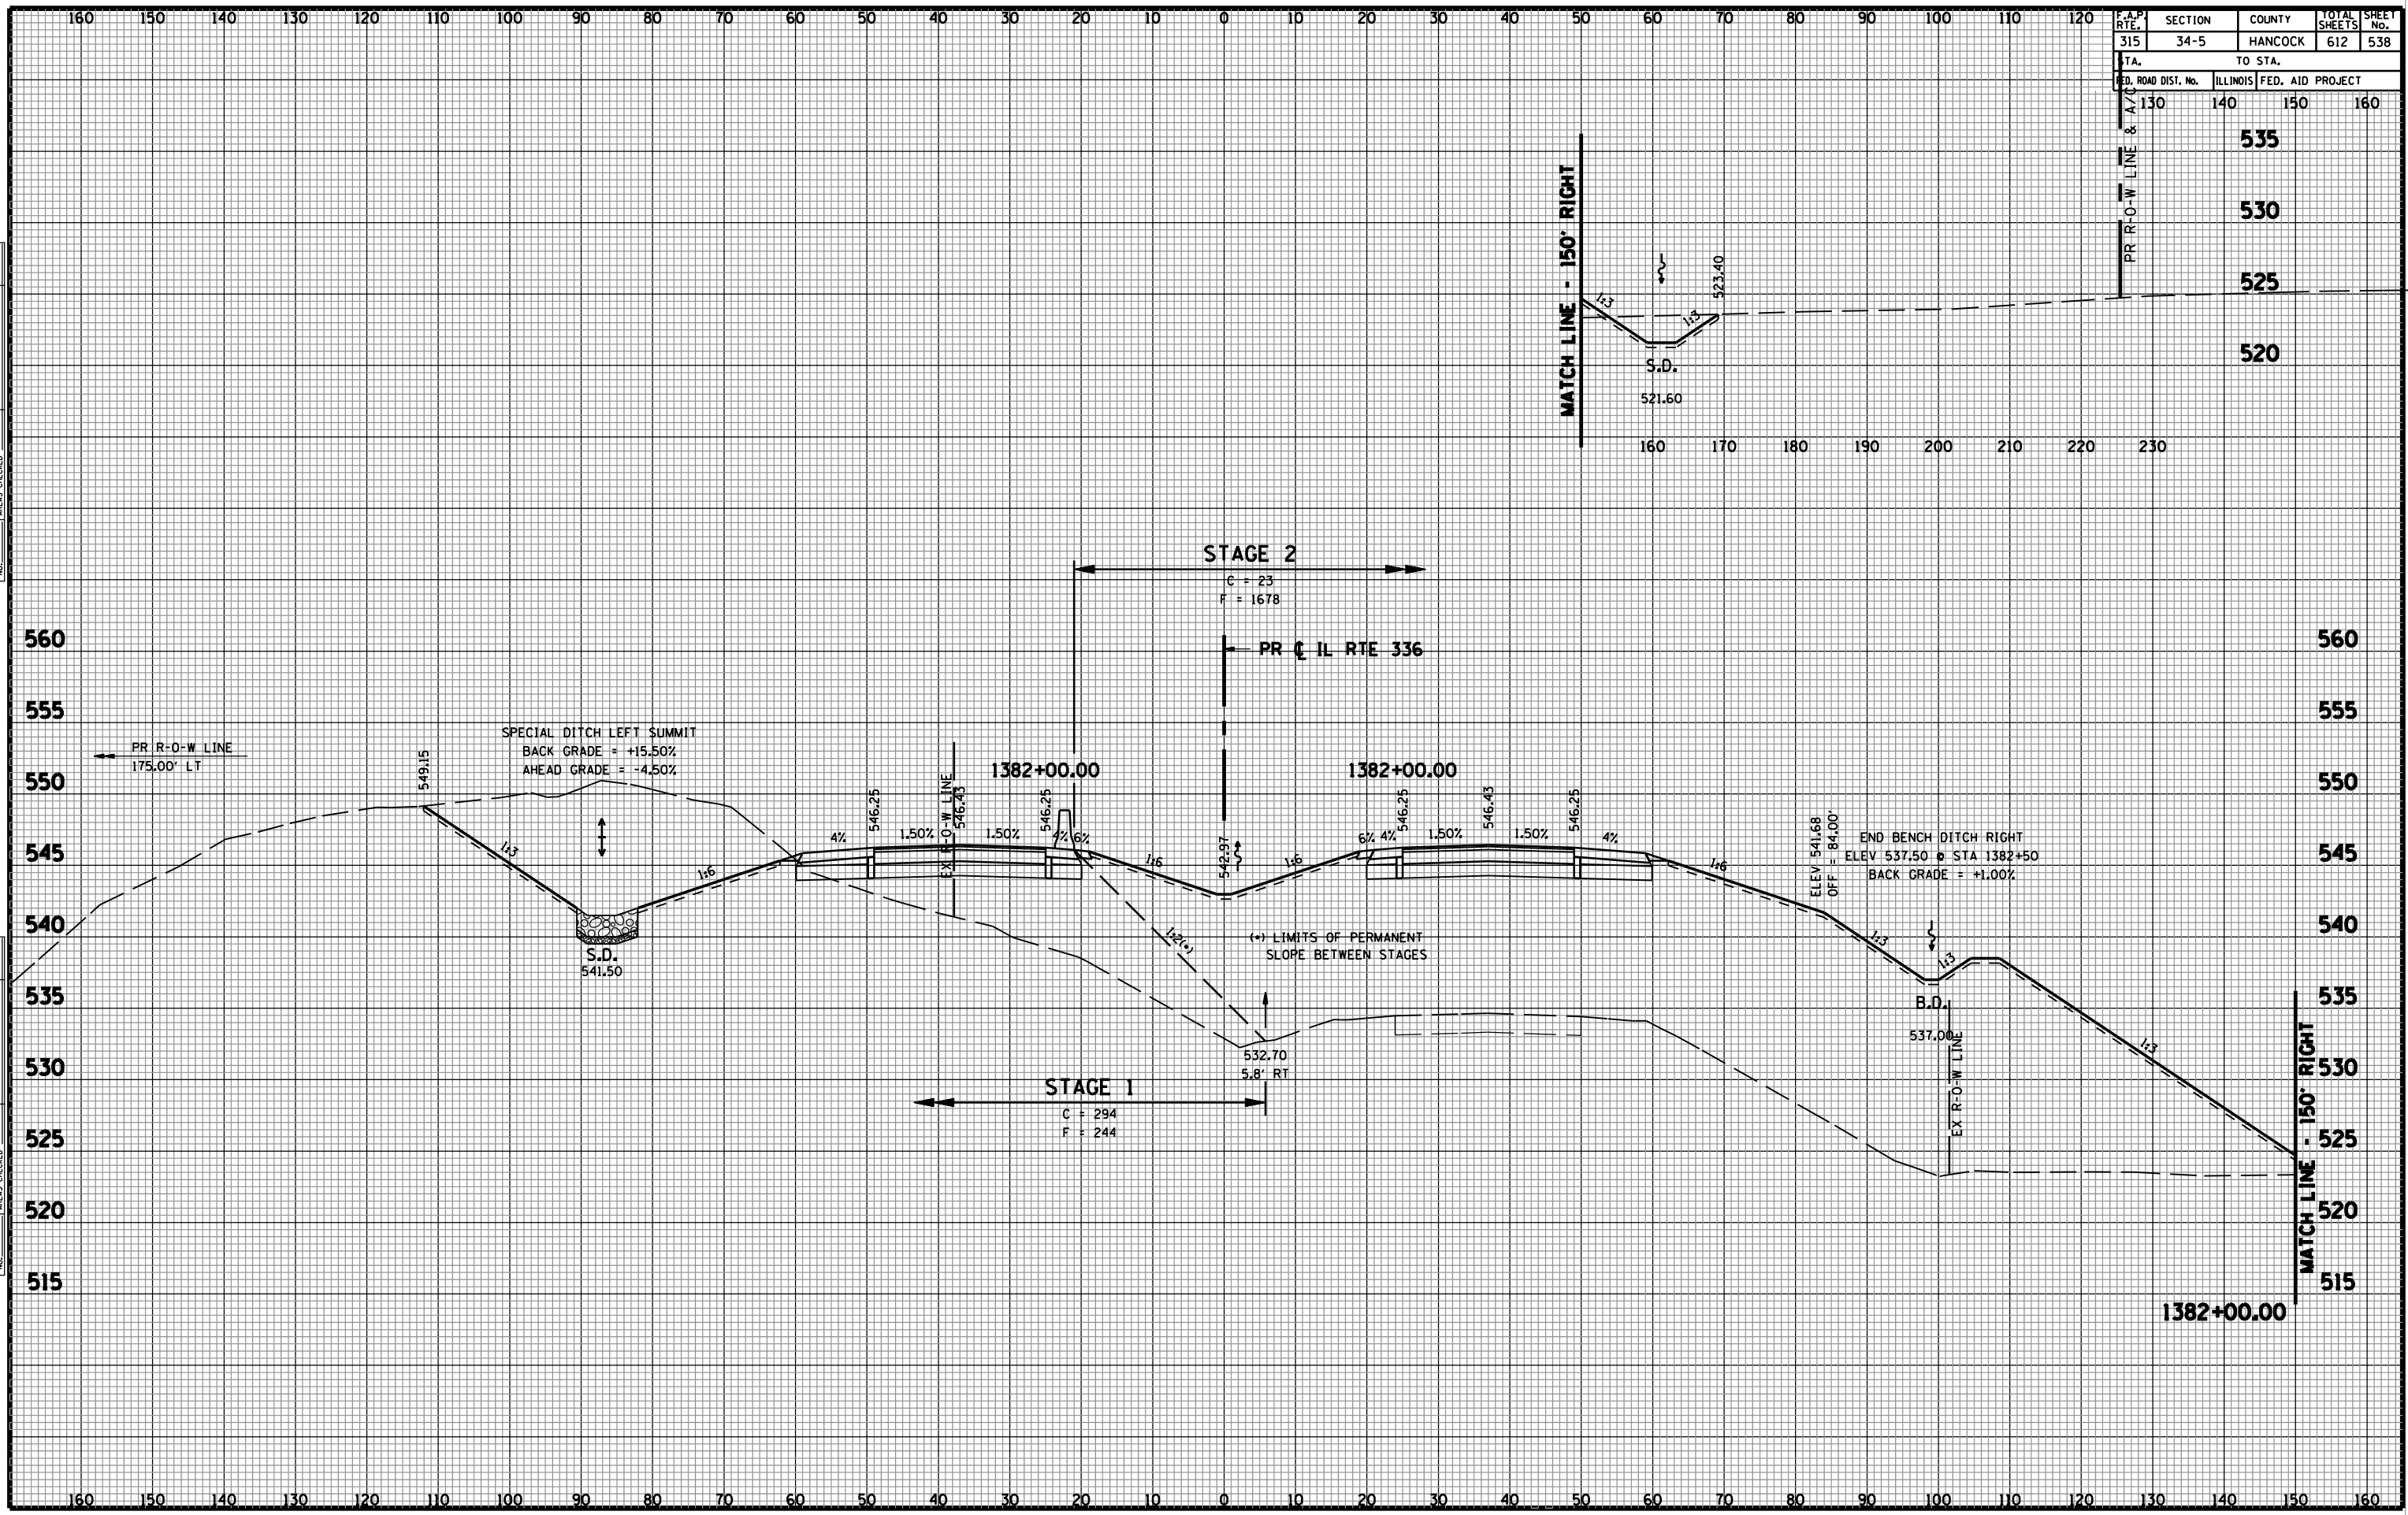 160 150 140 130 120 110 100 90 80 70 60 50 40 30 20 10 0 10 20 30 40 50 60 70 80 90 100 110 120
F.A.P. RTE. SECTION COUNTY TOTAL SHEETS SHEET No.
315 34-5 HANCOCK 612 538
STA. TO STA.
FED. ROAD DIST. No. ILLINOIS FED. AID PROJECT
130 140 150 160
PR R-O-W LINE & A/C
535
530
525
520
MATCH LINE - 150' RIGHT
1:3
1:3
523.40
S.D.
521.60
160 170 180 190 200 210 220 230
STAGE 2
C = 23
F = 1678
PR ℄ IL RTE 336
560
555
550
545
540
535
530
525
520
515
PR R-O-W LINE
175.00' LT
549.15
SPECIAL DITCH LEFT SUMMIT
BACK GRADE = +15.50%
AHEAD GRADE = -4.50%
1:3
S.D.
541.50
1:6
4%
546.25
1.50%
EX R-O-W LINE
546.43
1382+00.00
1.50%
546.25
4%
6%
1:6
542.97
1:6
6%
4%
546.25
1.50%
1382+00.00
546.43
1.50%
546.25
4%
1:6
ELEV 541.68
OFF = 84.00'
END BENCH DITCH RIGHT
ELEV 537.50 @ STA 1382+50
BACK GRADE = +1.00%
1:3
1:3
B.D.
537.00
EX R-O-W LINE
1:3
1:2(•)
(•) LIMITS OF PERMANENT
SLOPE BETWEEN STAGES
532.70
5.8' RT
STAGE 1
C = 294
F = 244
MATCH LINE - 150' RIGHT
560
555
550
545
540
535
530
525
520
515
1382+00.00
160 150 140 130 120 110 100 90 80 70 60 50 40 30 20 10 0 10 20 30 40 50 60 70 80 90 100 110 120 130 140 150 160